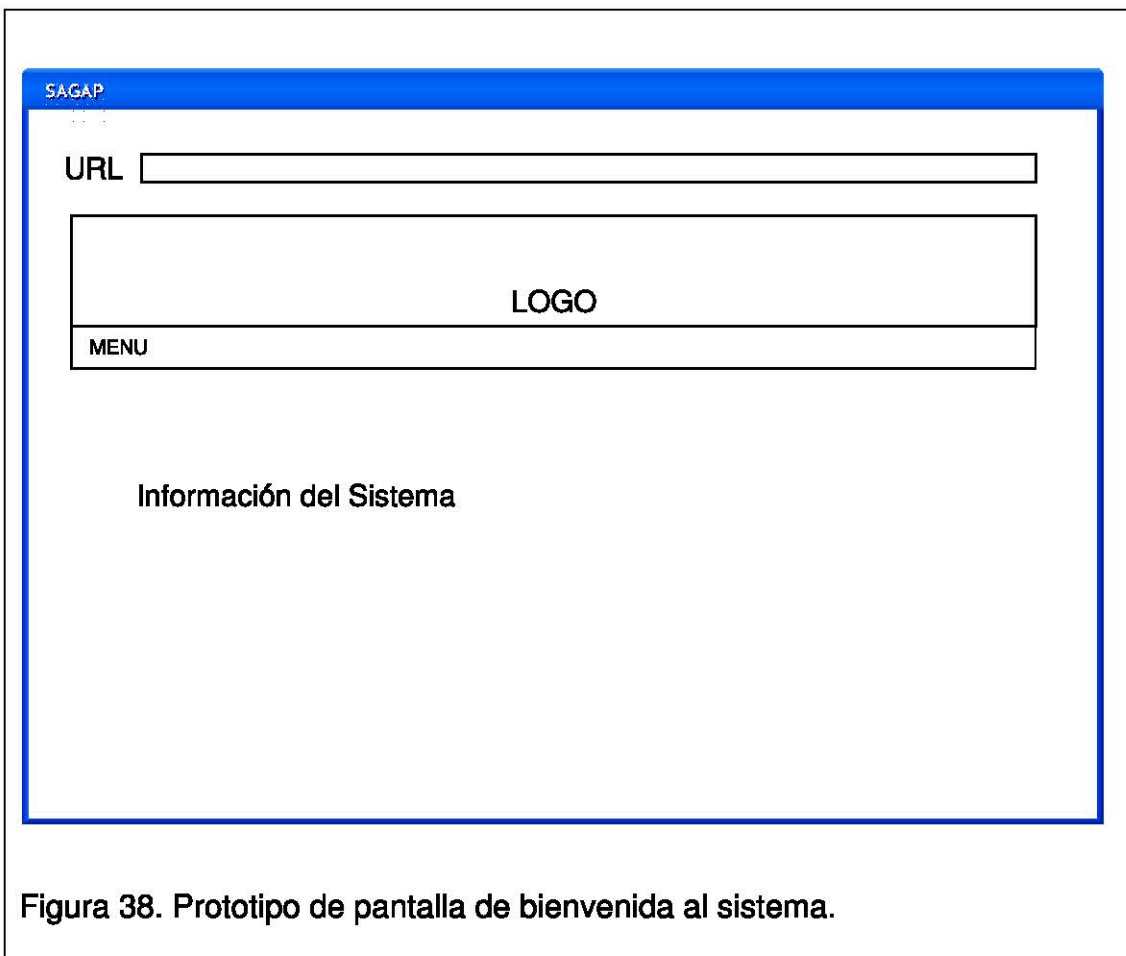 SAGAP
URL
LOGO
MENU
Información del Sistema
Figura 38. Prototipo de pantalla de bienvenida al sistema.